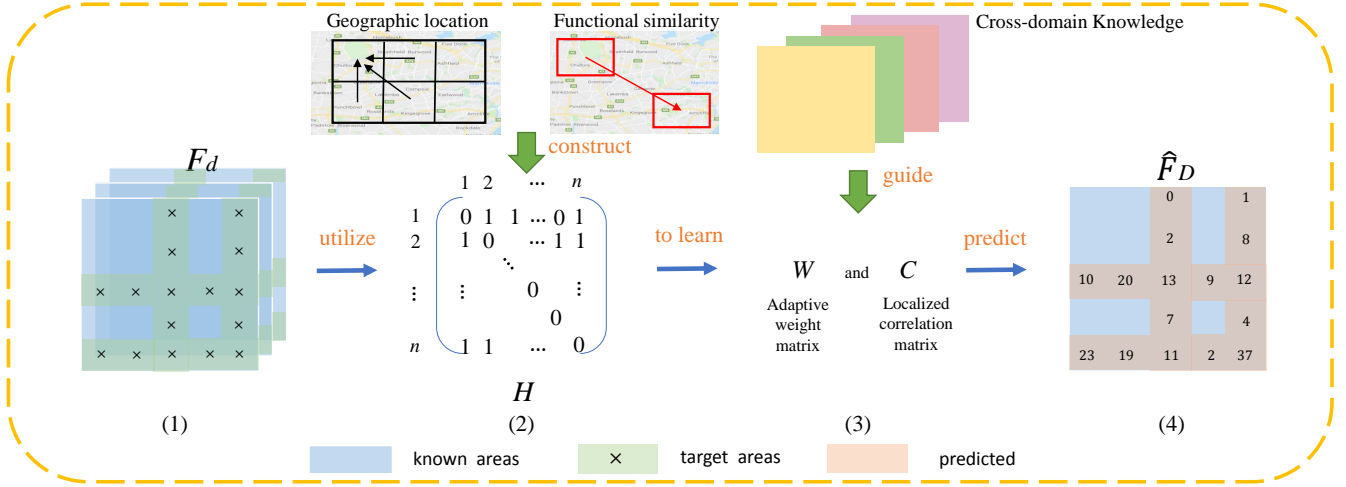 Geographic location
Functional similarity
Cross-domain Knowledge
construct
guide
F d
× ×
× ×
× × × × ×
× ×
× × × × ×
(1)
utilize
1 2 ... n
1 0 1 1 ... 0 1
2 1 0 ... 1 1
⋱
⋮ ⋮ 0 ⋮
0
n 1 1 ... 0
H
(2)
to learn
W and C
Adaptive Localized
weight correlation
matrix matrix
(3)
predict
F̂ D
0 1
2 8
10 20 13 9 12
7 4
23 19 11 2 37
(4)
known areas
× target areas
predicted